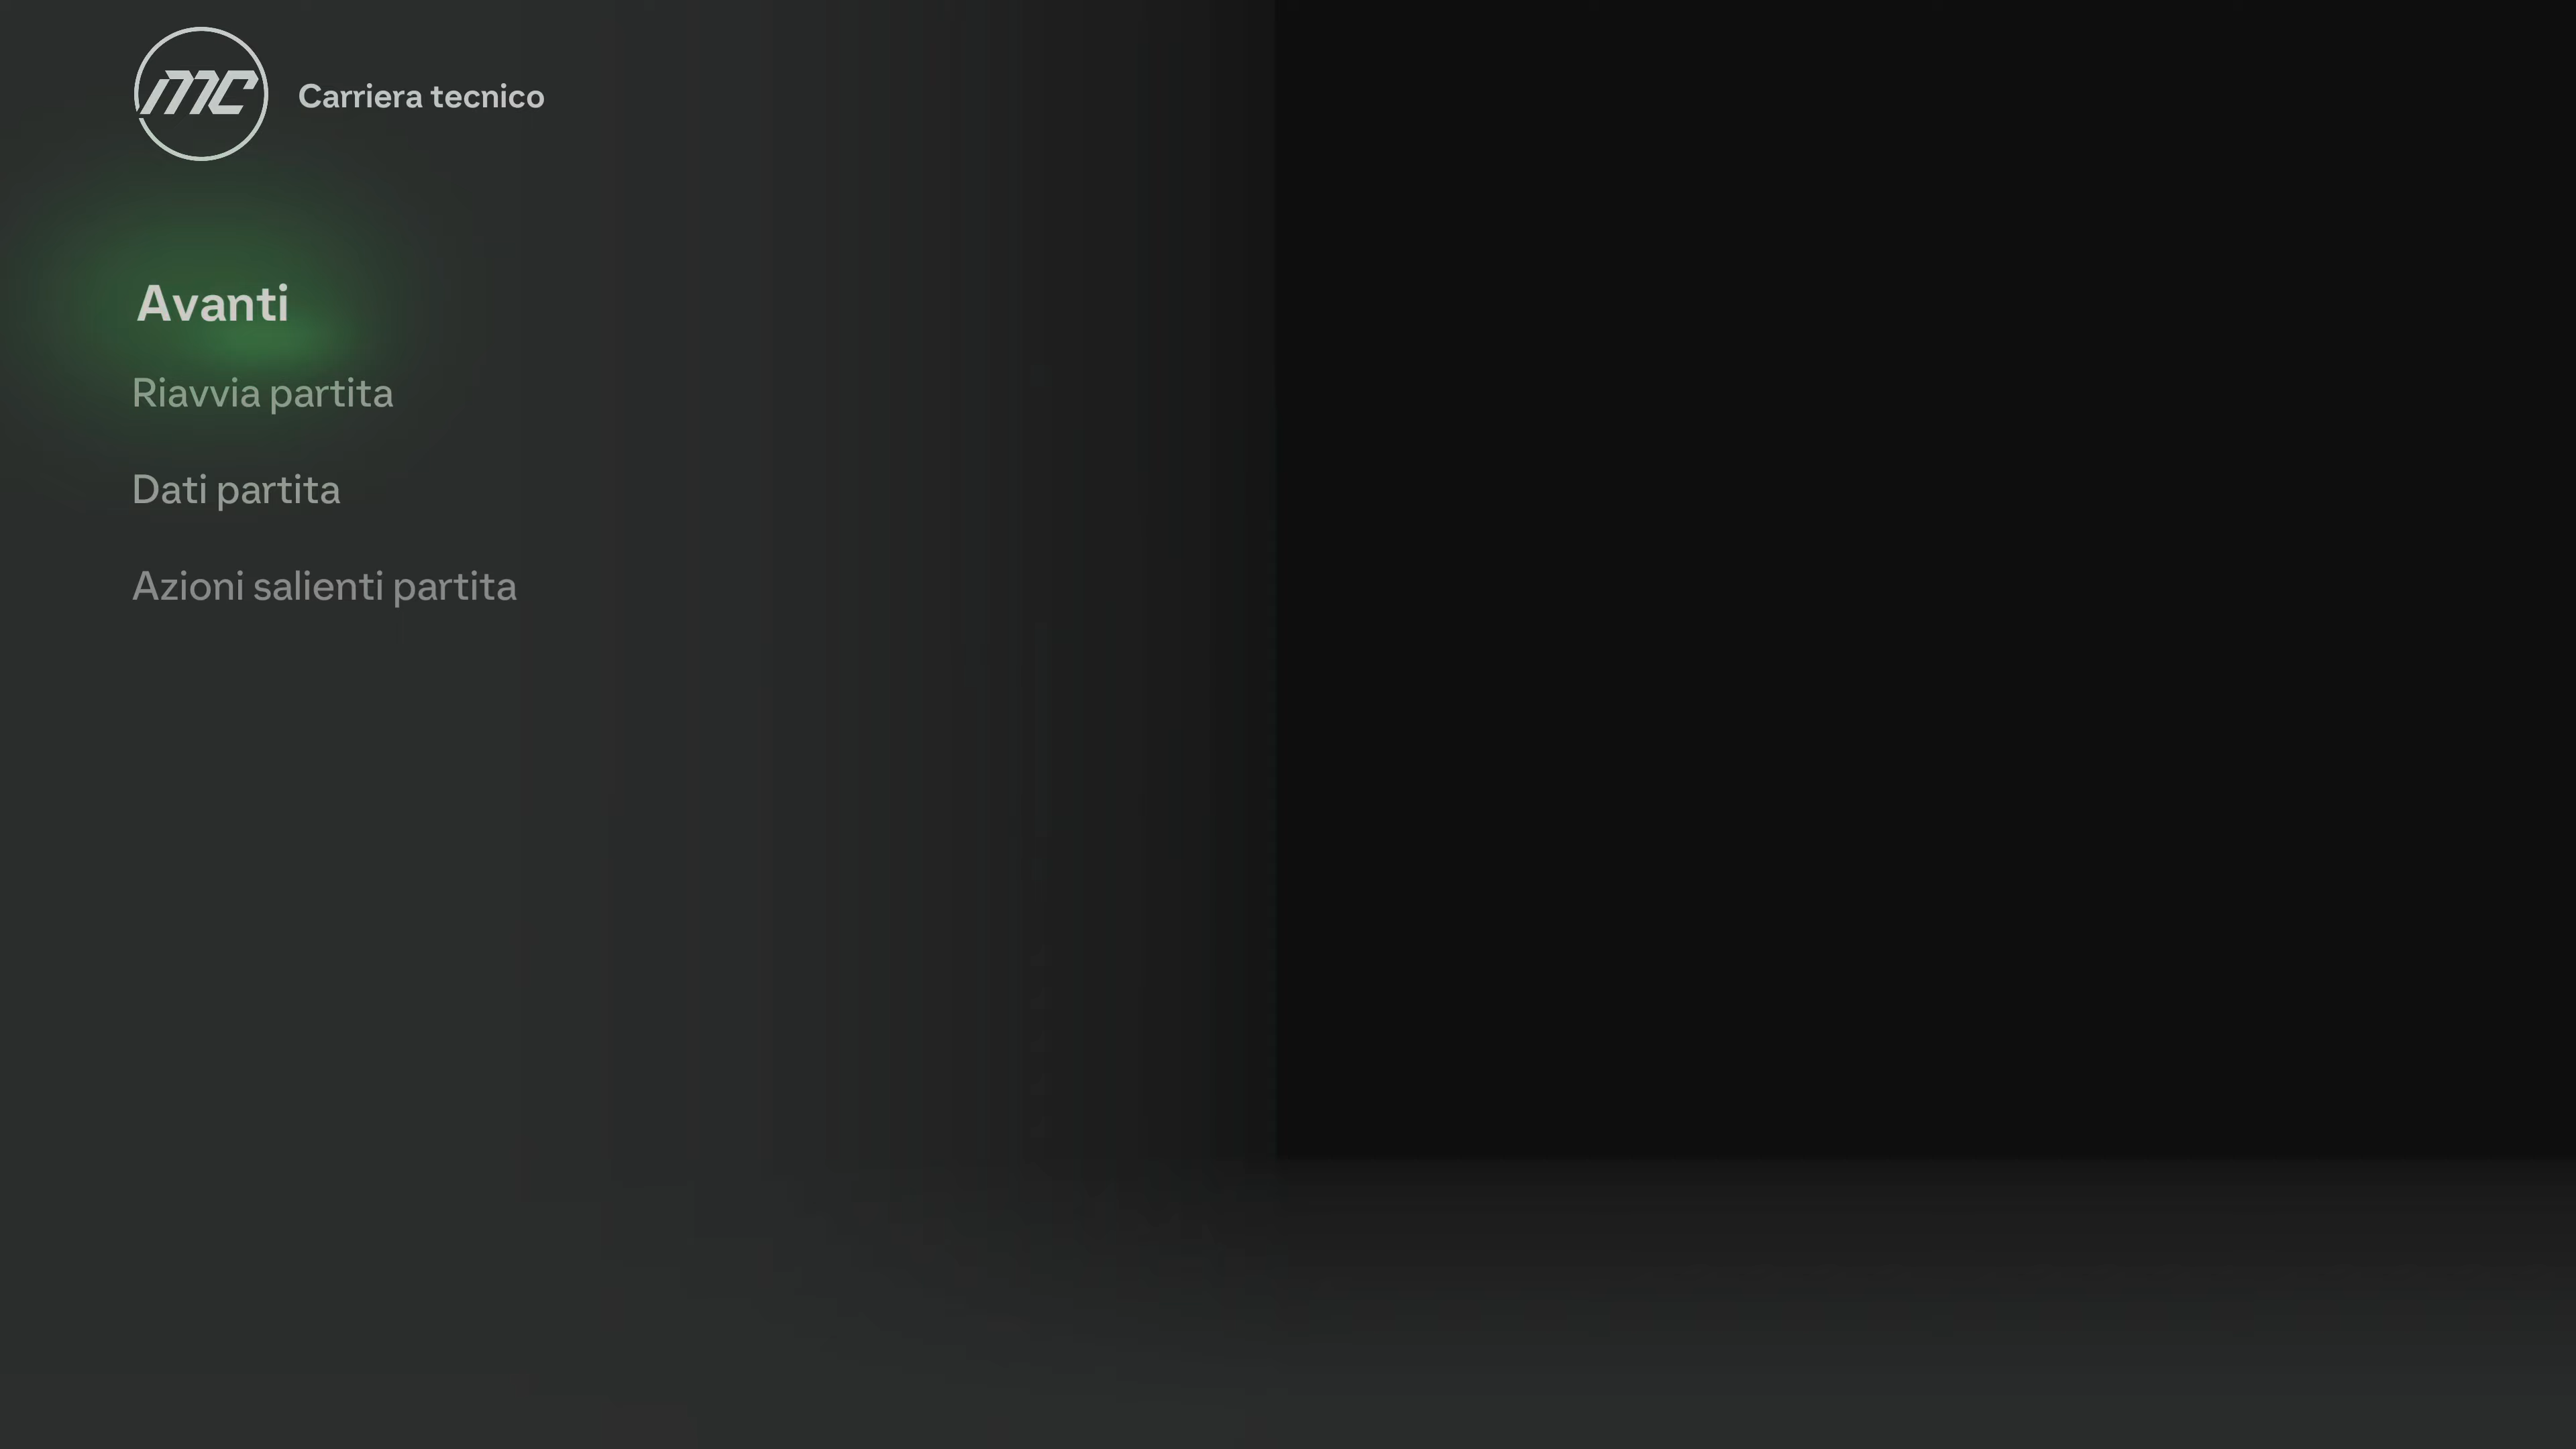 MC
Carriera tecnico
Avanti
Riavvia partita
Dati partita
Azioni salienti partita